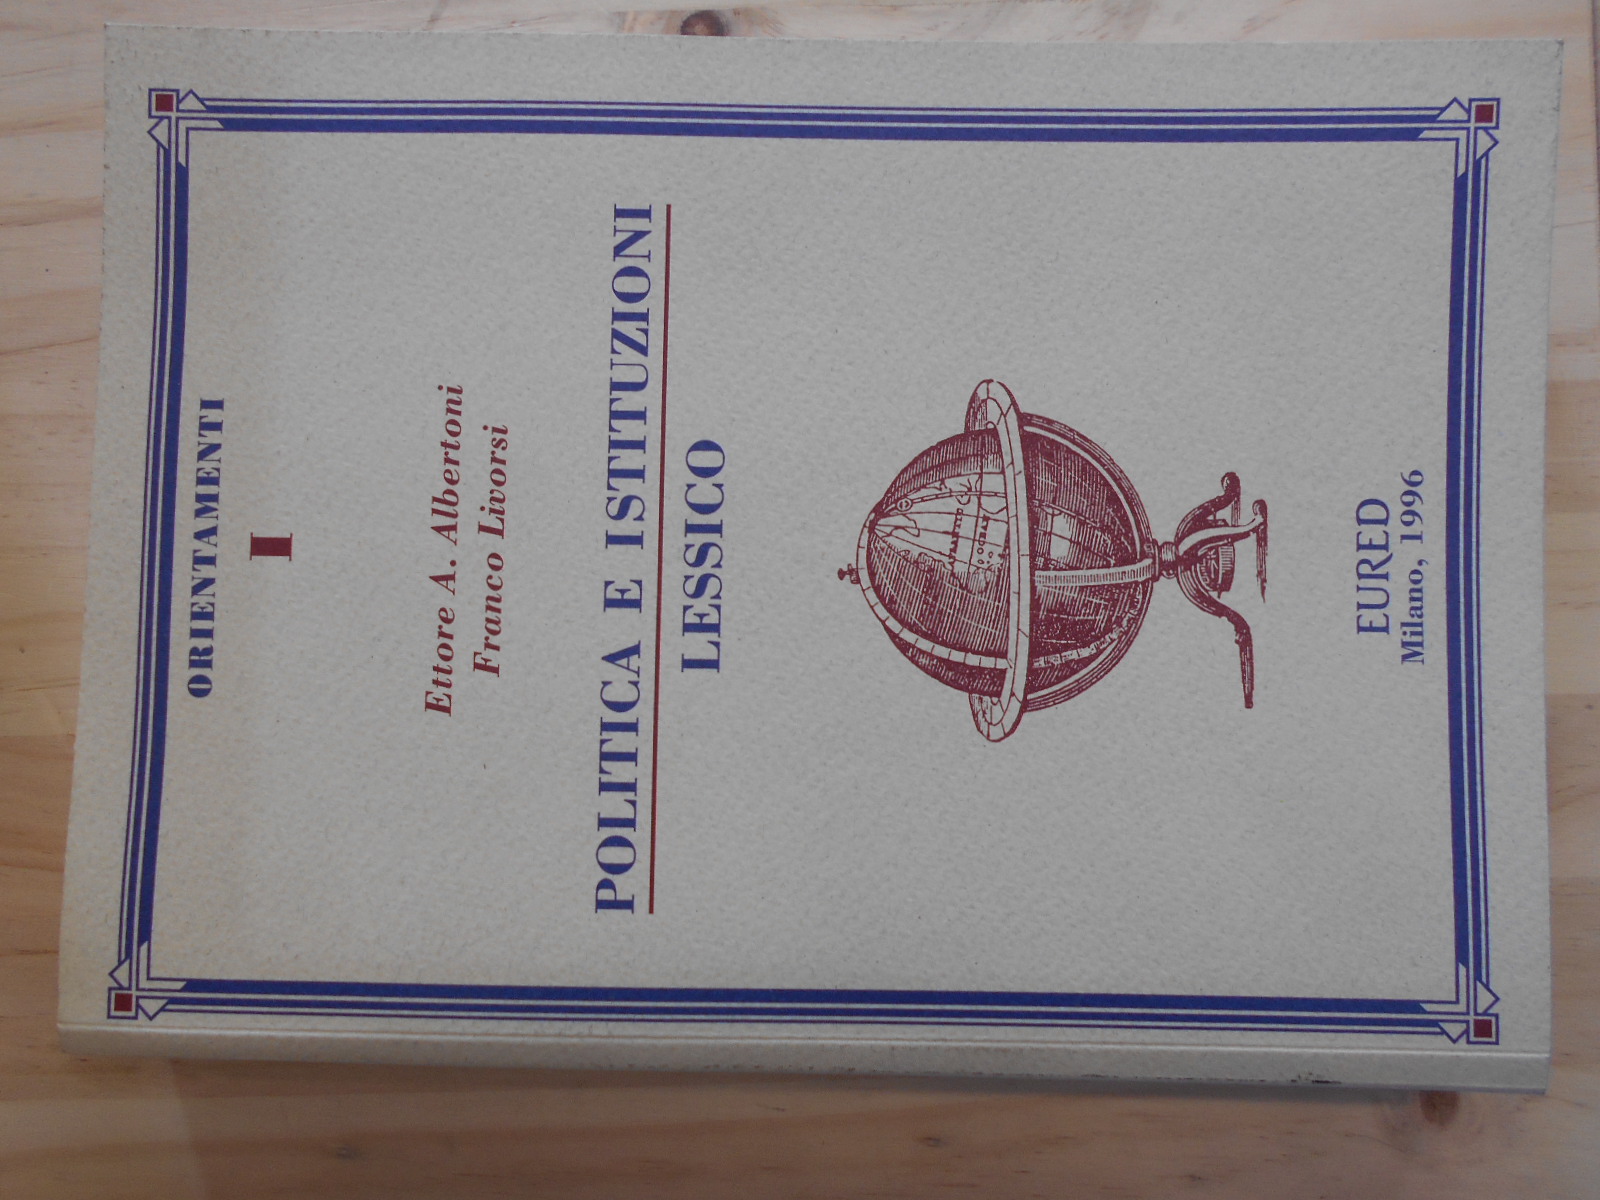 ORIENTAMENTI
I
Ettore A. Albertoni
Franco Livorsi
POLITICA E ISTITUZIONI
LESSICO
EURED
Milano, 1996